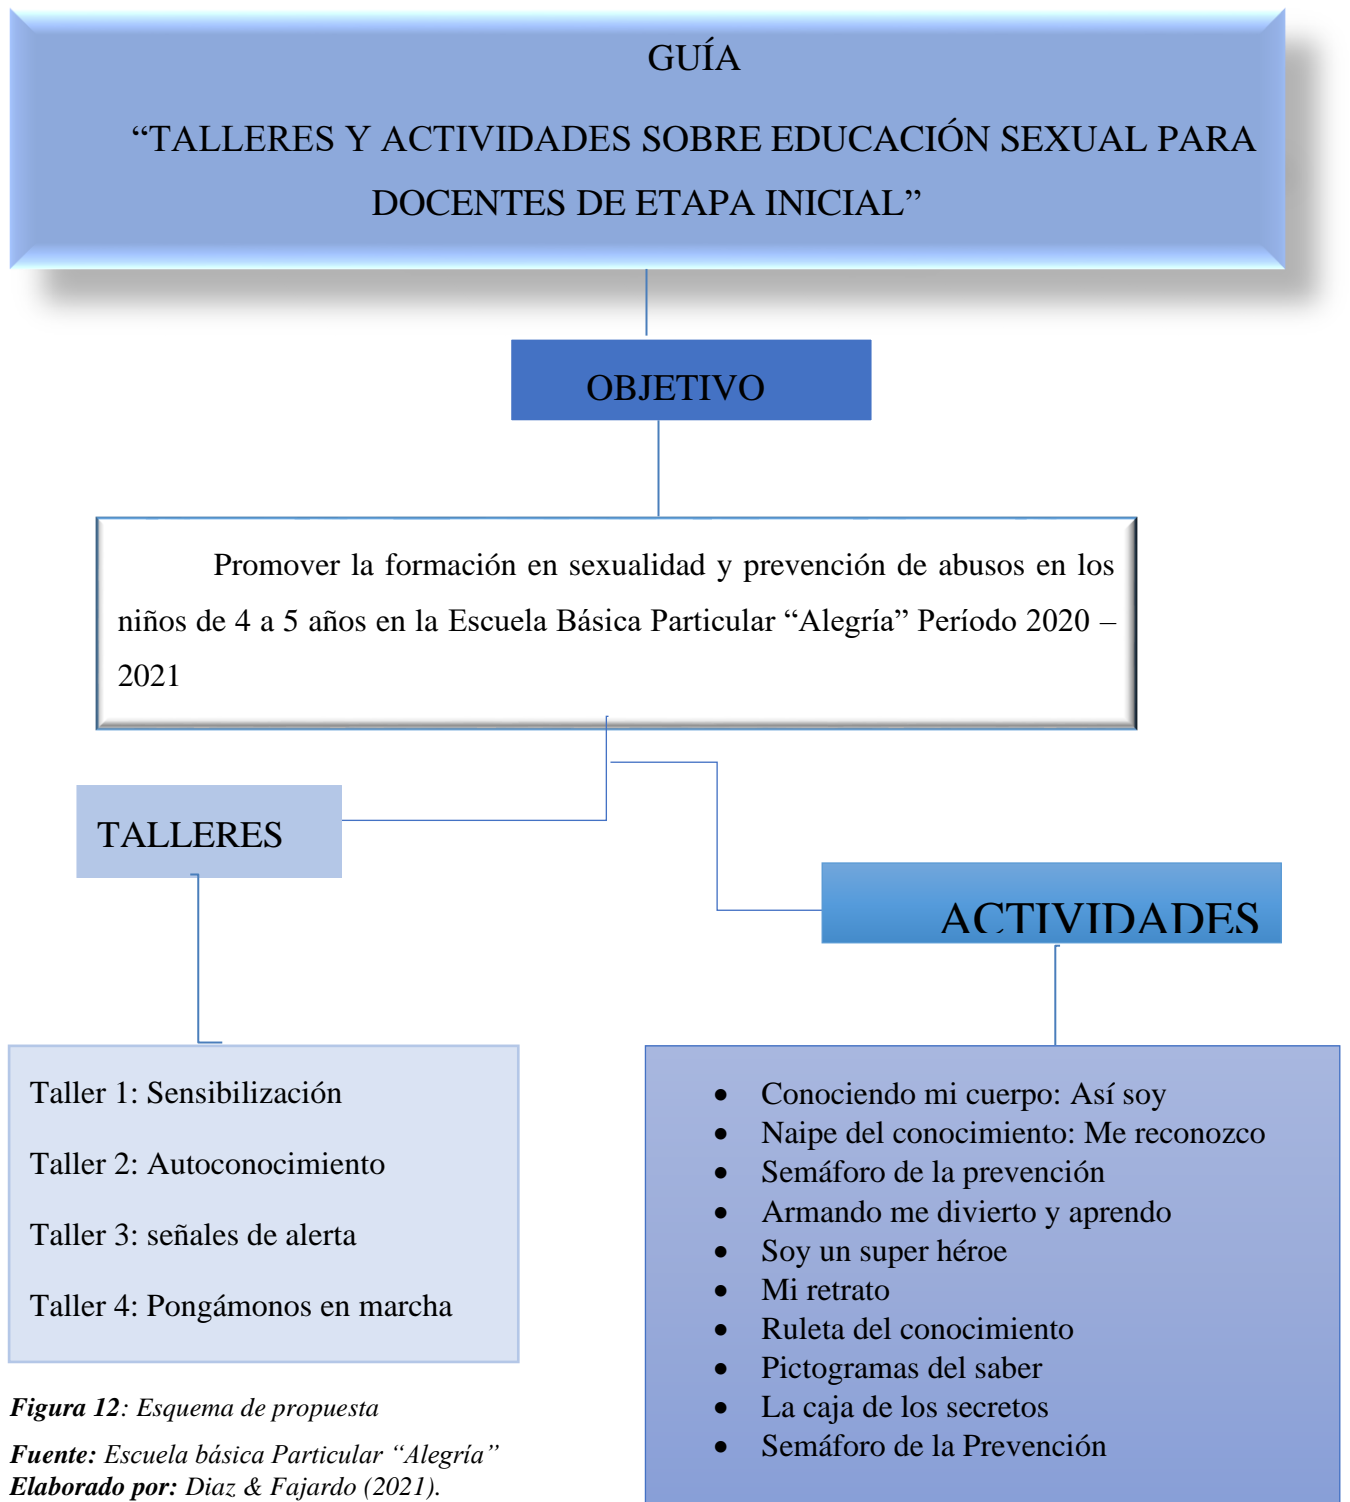 GUÍA
“TALLERES Y ACTIVIDADES SOBRE EDUCACIÓN SEXUAL PARA
DOCENTES DE ETAPA INICIAL”
OBJETIVO
Promover la formación en sexualidad y prevención de abusos en los
niños de 4 a 5 años en la Escuela Básica Particular “Alegría” Período 2020 –
2021
TALLERES
ACTIVIDADES
Taller 1: Sensibilización
Taller 2: Autoconocimiento
Taller 3: señales de alerta
Taller 4: Pongámonos en marcha
• Conociendo mi cuerpo: Así soy
• Naipe del conocimiento: Me reconozco
• Semáforo de la prevención
• Armando me divierto y aprendo
• Soy un super héroe
• Mi retrato
• Ruleta del conocimiento
• Pictogramas del saber
• La caja de los secretos
• Semáforo de la Prevención
Figura 12: Esquema de propuesta
Fuente: Escuela básica Particular “Alegría”
Elaborado por: Diaz & Fajardo (2021).